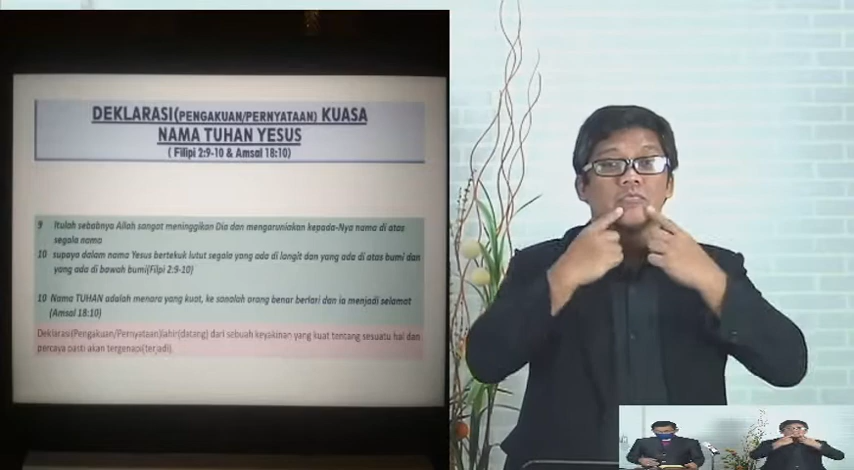 DEKLARASI(PENGAKUAN/PERNYATAAN) KUASA
NAMA TUHAN YESUS
( Filipi 2:9-10 & Amsal 18:10)
9 Itulah sebabnya Allah sangat meninggikan Dia dan mengaruniakan kepada-Nya nama di atas
segala nama
10 supaya dalam nama Yesus bertekuk lutut segala yang ada di langit dan yang ada di atas bumi dan
yang ada di bawah bumi(Filpi 2:9-10)
10 Nama TUHAN adalah menara yang kuat, ke sanalah orang benar berlari dan ia menjadi selamat
(Amsal 18:10)
Deklarasi(Pengakuan/Pernyataan)lahir(datang) dari sebuah keyakinan yang kuat tentang sesuatu hal dan
percaya pasti akan tergenapi(terjadi).